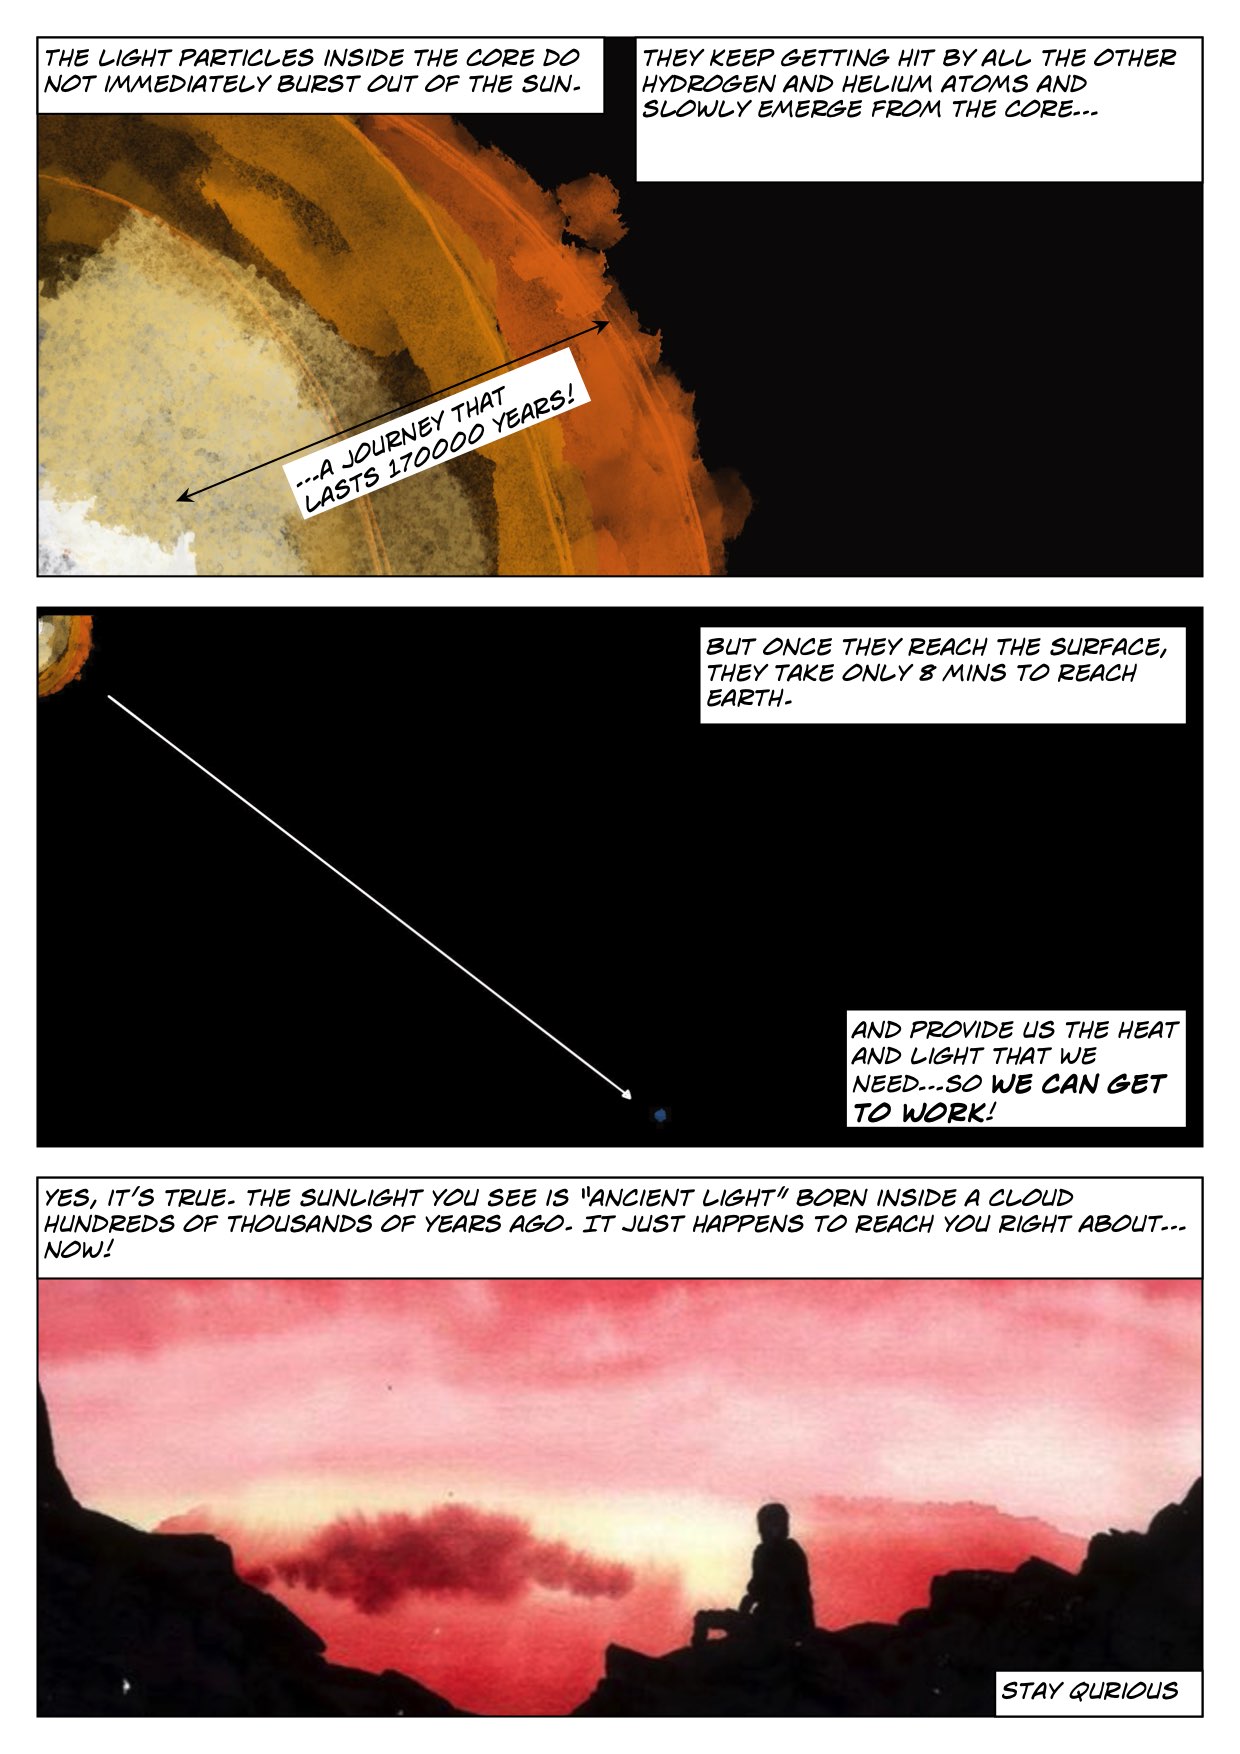 THE LIGHT PARTICLES INSIDE THE CORE DO
NOT IMMEDIATELY BURST OUT OF THE SUN.
THEY KEEP GETTING HIT BY ALL THE OTHER
HYDROGEN AND HELIUM ATOMS AND
SLOWLY EMERGE FROM THE CORE...
...A JOURNEY THAT
LASTS 170000 YEARS!
BUT ONCE THEY REACH THE SURFACE,
THEY TAKE ONLY 8 MINS TO REACH
EARTH.
AND PROVIDE US THE HEAT
AND LIGHT THAT WE
NEED...SO WE CAN GET
TO WORK!
YES, IT'S TRUE. THE SUNLIGHT YOU SEE IS "ANCIENT LIGHT" BORN INSIDE A CLOUD
HUNDREDS OF THOUSANDS OF YEARS AGO. IT JUST HAPPENS TO REACH YOU RIGHT ABOUT...
NOW!
STAY QURIOUS